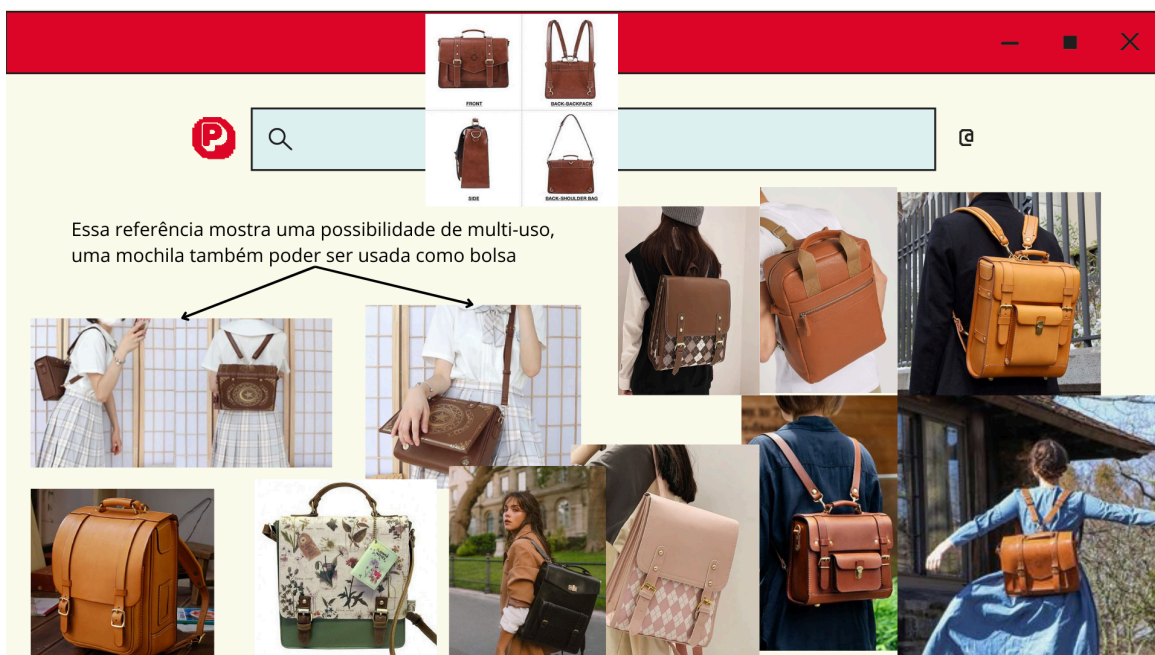 FRONT
BACK-BACKPACK
SIDE
BACK-SHOULDER BAG
P
@
Essa referência mostra uma possibilidade de multi-uso,
uma mochila também poder ser usada como bolsa